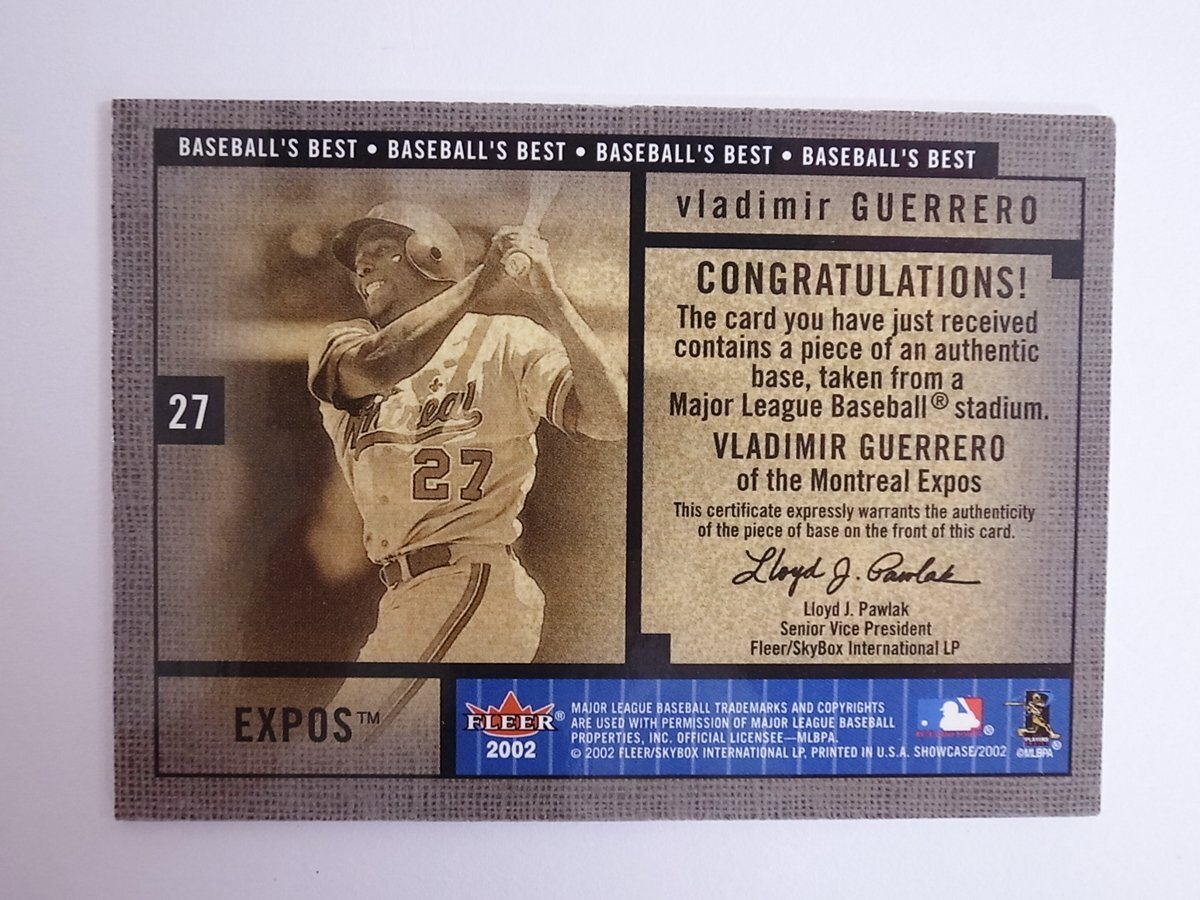 BASEBALL'S BEST • BASEBALL'S BEST • BASEBALL'S BEST • BASEBALL'S BEST
vladimir GUERRERO
CONGRATULATIONS!
The card you have just received
contains a piece of an authentic
base, taken from a
Major League Baseball® stadium.
VLADIMIR GUERRERO
of the Montreal Expos
This certificate expressly warrants the authenticity
of the piece of base on the front of this card.
Lloyd J. Pawlak
Lloyd J. Pawlak
Senior Vice President
Fleer/SkyBox International LP
27
Montreal
27
EXPOS™
FLEER®
2002
MAJOR LEAGUE BASEBALL TRADEMARKS AND COPYRIGHTS
ARE USED WITH PERMISSION OF MAJOR LEAGUE BASEBALL
PROPERTIES, INC. OFFICIAL LICENSEE—MLBPA.
© 2002 FLEER/SKYBOX INTERNATIONAL LP, PRINTED IN U.S.A. SHOWCASE/2002
®
PLAYERS
©MLBPA
®